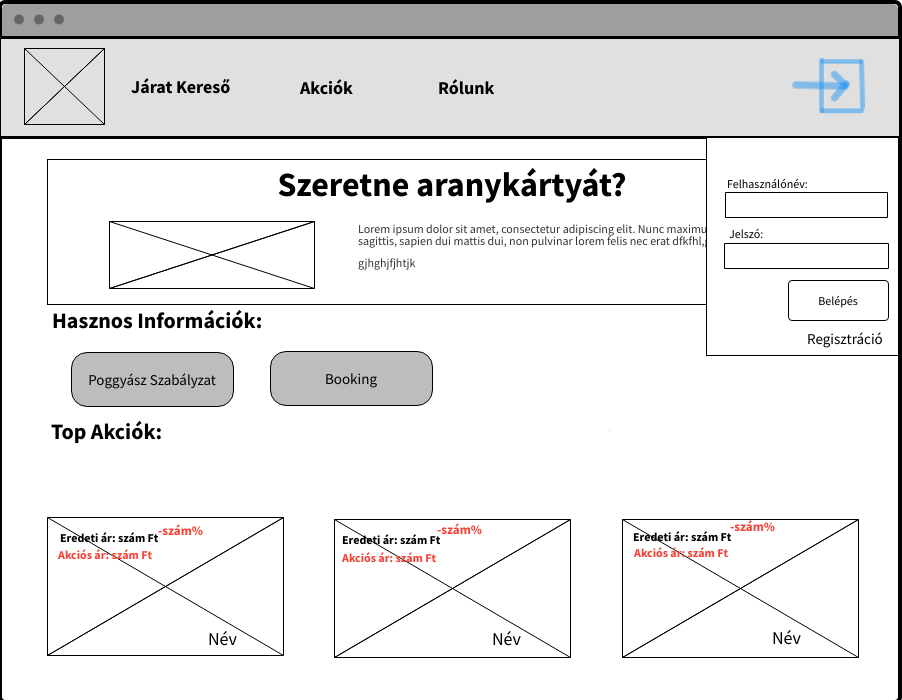 Járat Kereső
Akciók
Rólunk
Felhasználónév:
Jelszó:
Belépés
Regisztráció
Szeretne aranykártyát?
Lorem ipsum dolor sit amet, consectetur adipiscing elit. Nunc maximu
sagittis, sapien dui mattis dui, non pulvinar lorem felis nec erat dfkfhl,
gjhghjfjhtjk
Hasznos Információk:
Poggyász Szabályzat
Booking
Top Akciók:
-szám%
Eredeti ár: szám Ft
Akciós ár: szám Ft
Név
-szám%
Eredeti ár: szám Ft
Akciós ár: szám Ft
Név
-szám%
Eredeti ár: szám Ft
Akciós ár: szám Ft
Név